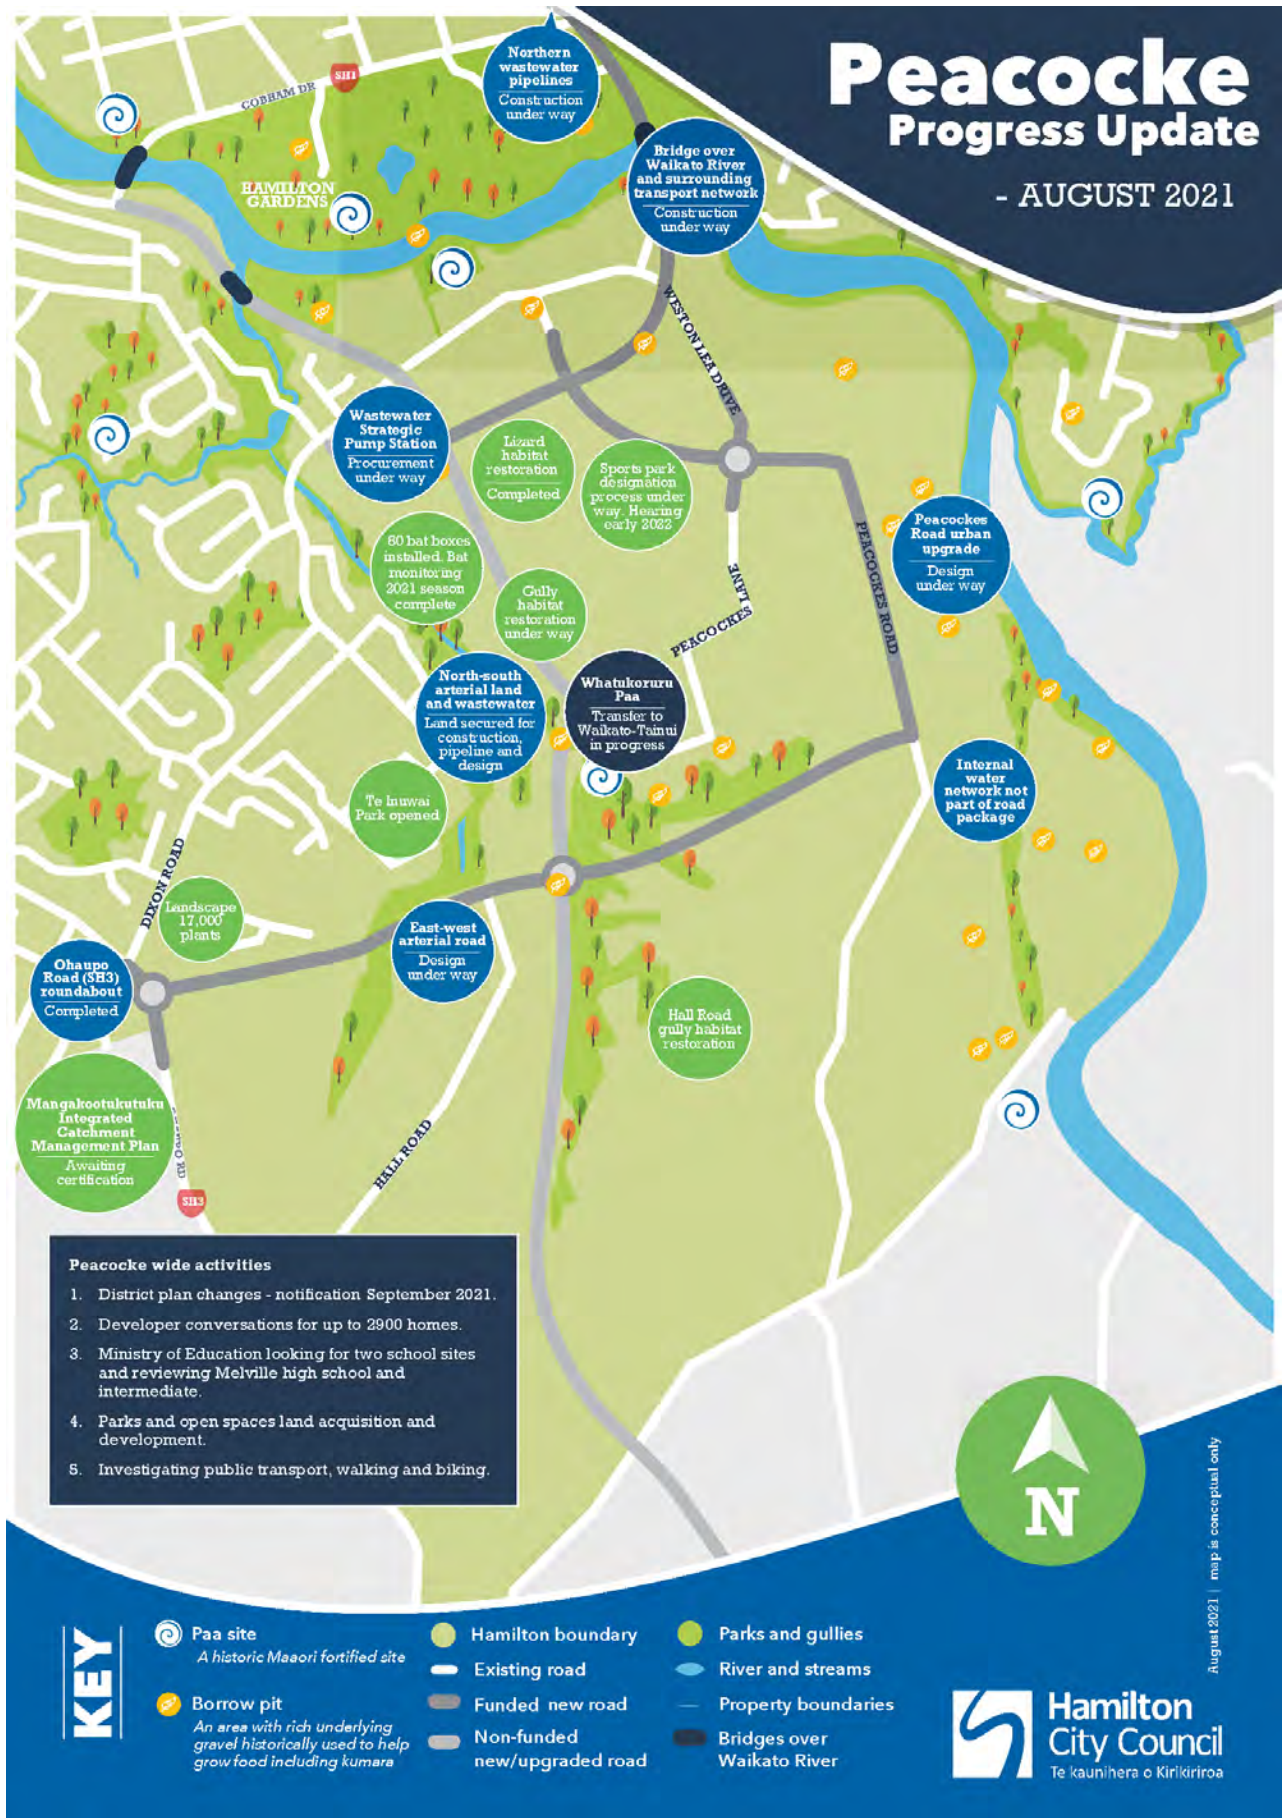 Peacocke
Progress Update
- AUGUST 2021
Northern
wastewater
pipelines
Construction
under way
SH1
COBHAM DR
HAMILTON
GARDENS
Bridge over
Waikato River
and surrounding
transport network
Construction
under way
WESTON LEA DRIVE
Wastewater
Strategic
Pump Station
Procurement
under way
Lizard
habitat
restoration
Completed
Sports park
designation
process under
way. Hearing
early 2022
Peacockes
Road urban
upgrade
Design
under way
PEACOCKES ROAD
60 bat boxes
installed. Bat
monitoring
2021 season
complete
Gully
habitat
restoration
under way
PEACOCKES LANE
North-south
arterial land
and wastewater
Land secured for
construction,
pipeline and
design
Whatukoruru
Paa
Transfer to
Waikato-Tainui
in progress
Internal
water
network not
part of road
package
Te Inuwai
Park opened
DIXON ROAD
Landscape
17,000
plants
East-west
arterial road
Design
under way
Ohaupo
Road (SH3)
roundabout
Completed
Hall Road
gully habitat
restoration
Mangakootukutuku
Integrated
Catchment
Management Plan
Awaiting
certification
RD
SH3
HALL ROAD
Peacocke wide activities
1. District plan changes - notification September 2021.
2. Developer conversations for up to 2900 homes.
3. Ministry of Education looking for two school sites
and reviewing Melville high school and
intermediate.
4. Parks and open spaces land acquisition and
development.
5. Investigating public transport, walking and biking.
N
August 2021 | map is conceptual only
KEY
Paa site
A historic Maaori fortified site
Borrow pit
An area with rich underlying
gravel historically used to help
grow food including kumara
Hamilton boundary
Existing road
Funded new road
Non-funded
new/upgraded road
Parks and gullies
River and streams
Property boundaries
Bridges over
Waikato River
Hamilton
City Council
Te kaunihera o Kirikiriroa